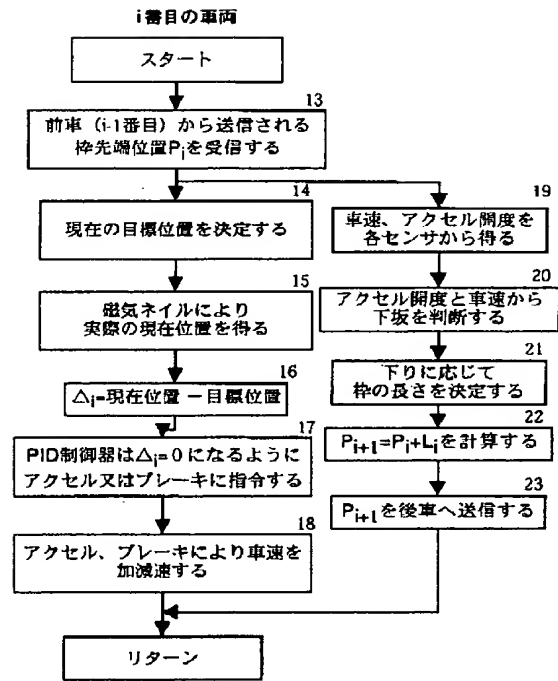 i番目の車両
スタート
13
前車（i-1番目）から送信される
枠先端位置Piを受信する
14
現在の目標位置を決定する
15
磁気ネイルにより
実際の現在位置を得る
16
△i=現在位置 − 目標位置
17
PID制御器は△i=0になるように
アクセル又はブレーキに指令する
18
アクセル、ブレーキにより車速を
加減速する
19
車速、アクセル開度を
各センサから得る
20
アクセル開度と車速から
下坂を判断する
21
下りに応じて
枠の長さを決定する
22
Pi+1=Pi+Liを計算する
23
Pi+1を後車へ送信する
リターン